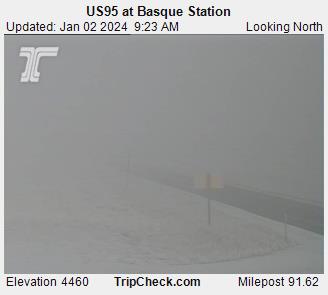 US95 at Basque Station
Updated: Jan 02 2024 9:23 AM
Looking North
Elevation 4460
TripCheck.com
Milepost 91.62